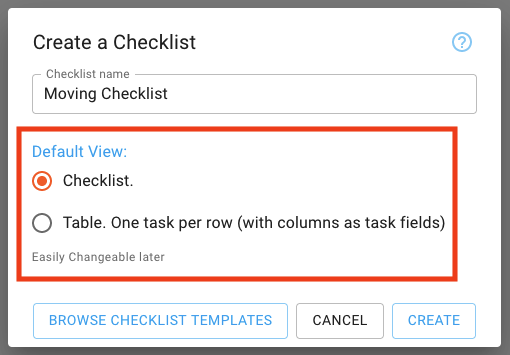 Create a Checklist
?
Checklist name
Moving Checklist
Default View:
Checklist.
Table. One task per row (with columns as task fields)
Easily Changeable later
BROWSE CHECKLIST TEMPLATES CANCEL CREATE